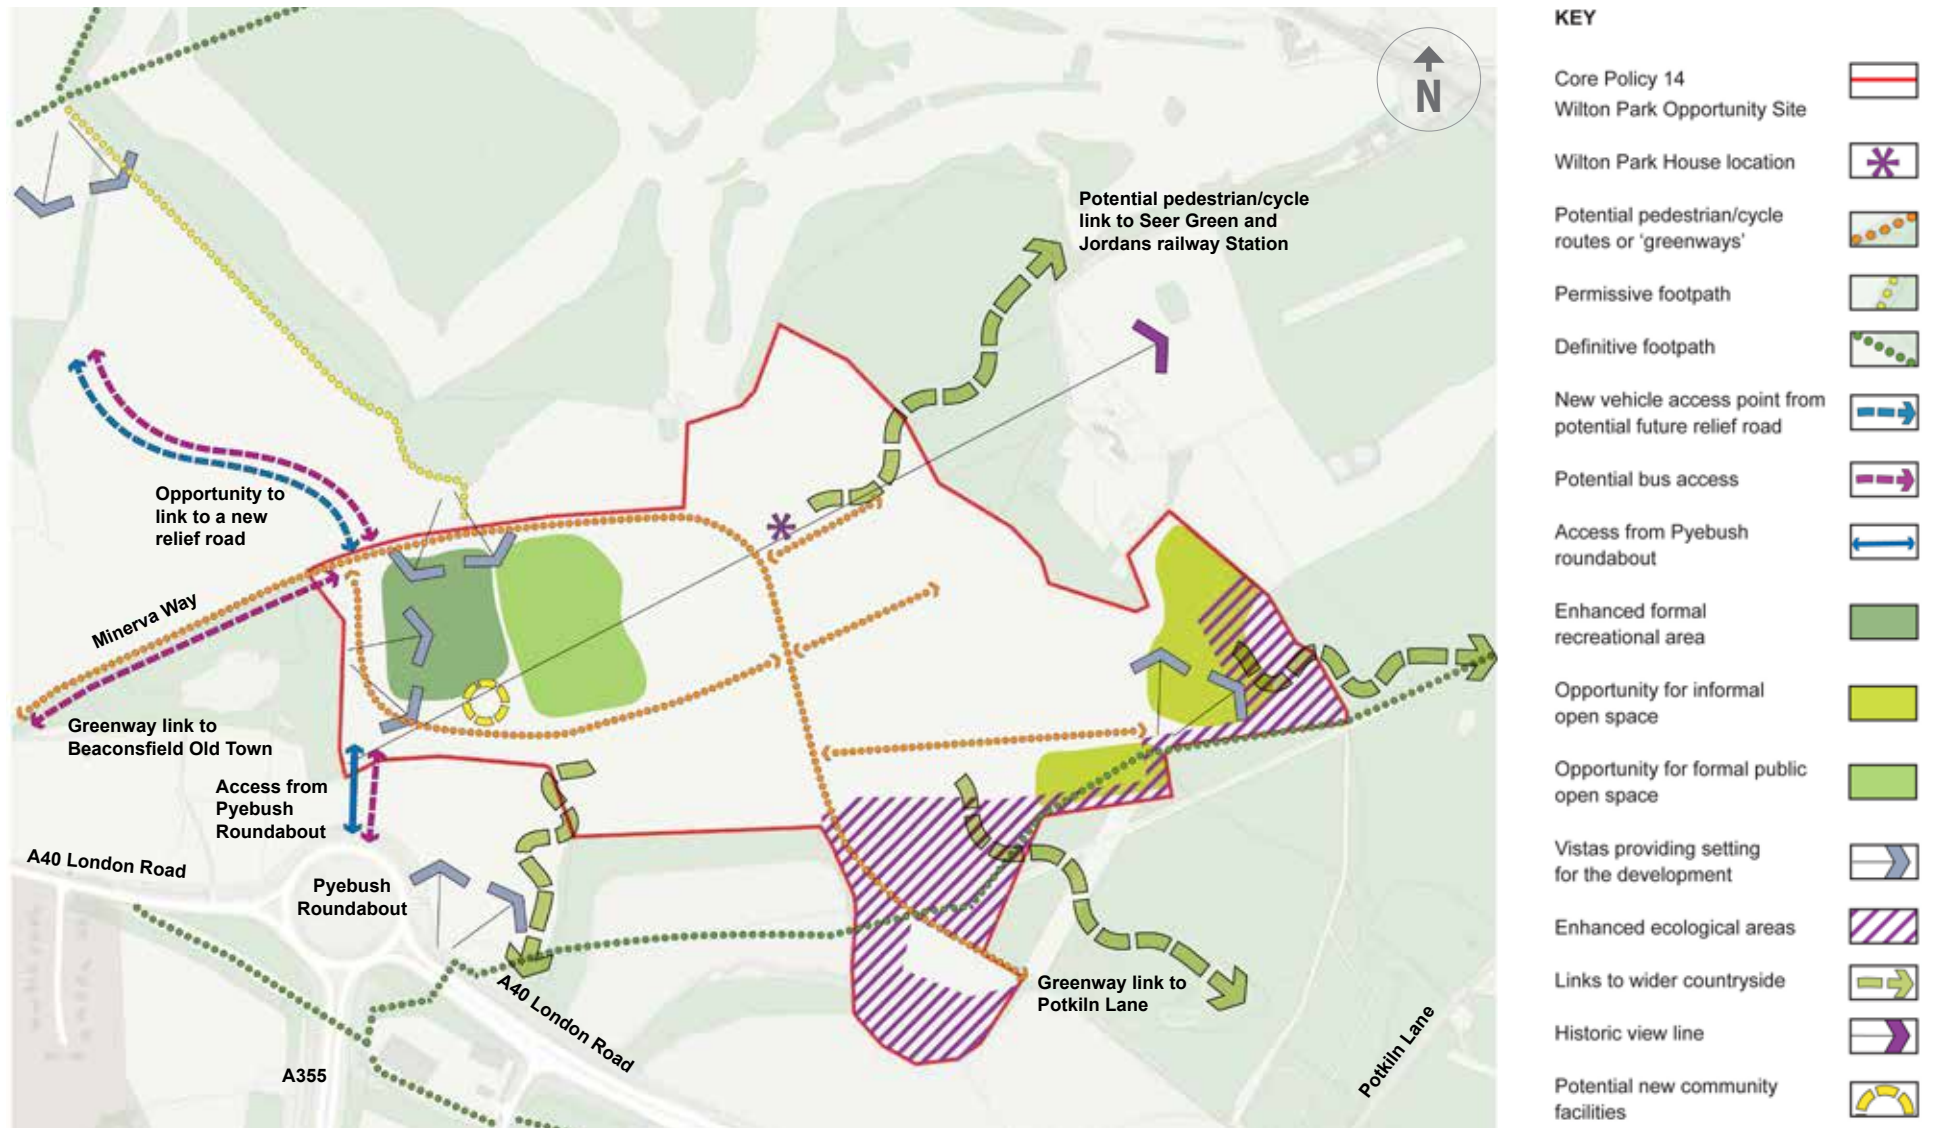 N
Potential pedestrian/cycle
link to Seer Green and
Jordans railway Station
Opportunity to
link to a new
relief road
Minerva Way
Greenway link to
Beaconsfield Old Town
Access from
Pyebush
Roundabout
A40 London Road
Pyebush
Roundabout
A40 London Road
A355
Greenway link to
Potkiln Lane
Potkiln Lane
KEY
Core Policy 14
Wilton Park Opportunity Site
Wilton Park House location
Potential pedestrian/cycle
routes or ‘greenways’
Permissive footpath
Definitive footpath
New vehicle access point from
potential future relief road
Potential bus access
Access from Pyebush
roundabout
Enhanced formal
recreational area
Opportunity for informal
open space
Opportunity for formal public
open space
Vistas providing setting
for the development
Enhanced ecological areas
Links to wider countryside
Historic view line
Potential new community
facilities